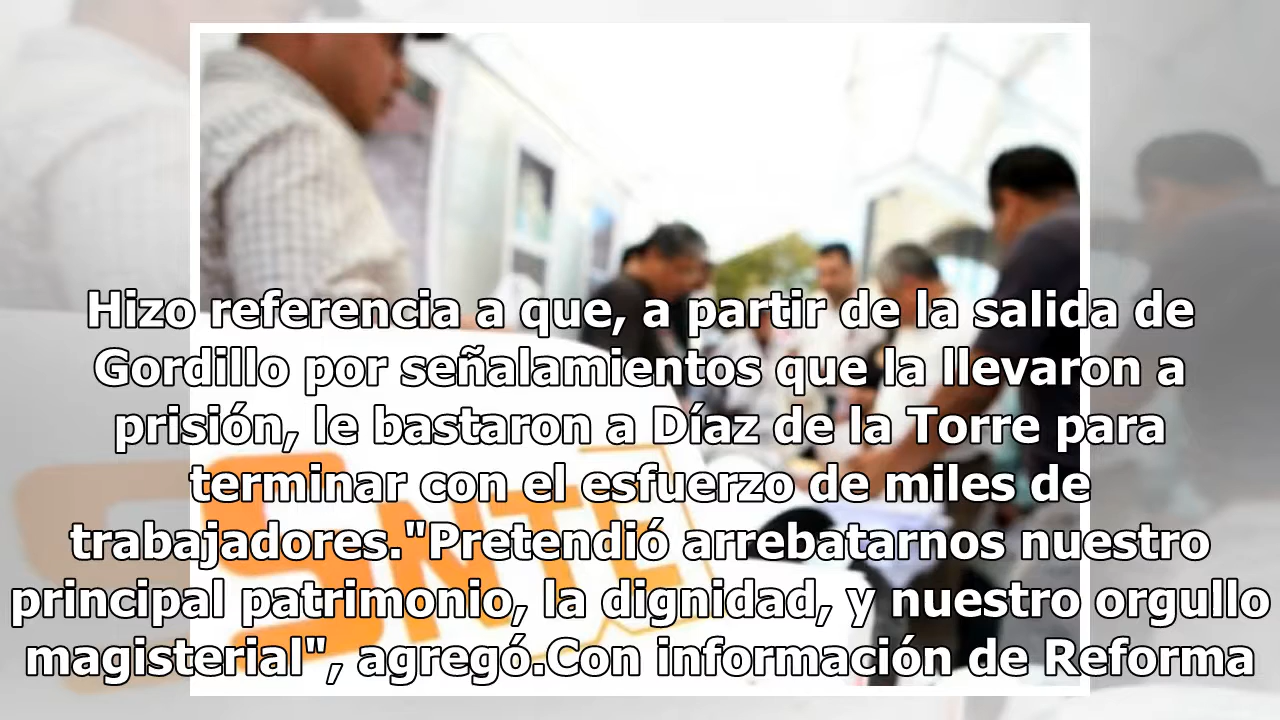 Hizo referencia a que, a partir de la salida de
Gordillo por señalamientos que la llevaron a
prisión, le bastaron a Díaz de la Torre para
terminar con el esfuerzo de miles de
trabajadores."Pretendió arrebatarnos nuestro
principal patrimonio, la dignidad, y nuestro orgullo
magisterial", agregó.Con información de Reforma
SNTE